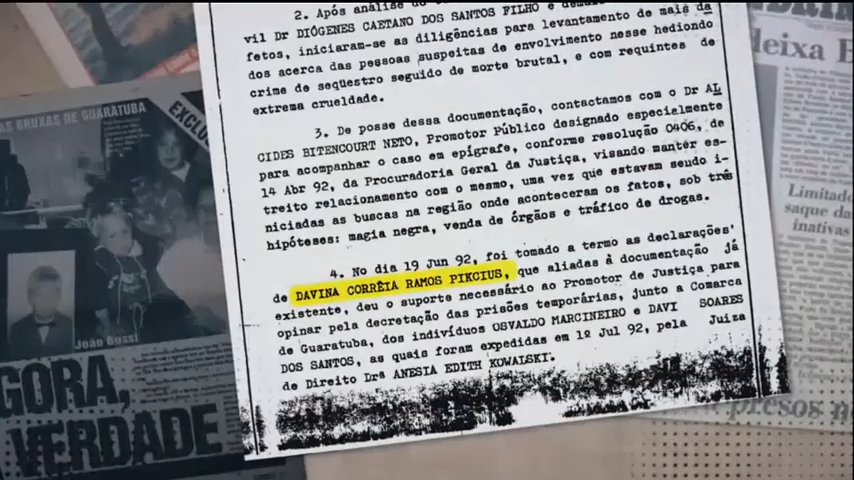 2. Após análise do
vil Dr DIÓGENES CAETANO DOS SANTOS FILHO e
fetos, iniciaram-se as diligências para levantamento de mais da
dos acerca das pessoas suspeitas de envolvimento nesse hediondo
crime de seqüestro seguido de morte brutal, e com requintes de
extrema crueldade.
3. De posse dessa documentação, contactamos com o Dr AL
CIDES BITENCOURT NETO, Promotor Público designado especialmente
para acompanhar o caso em epígrafe, conforme resolução 0406, de
14 Abr 92, da Procuradoria Geral da Justiça, visando manter es-
treito relacionamento com o mesmo, uma vez que estavam sendo i-
niciadas as buscas na região onde aconteceram os fatos, sob três
hipóteses: magia negra, venda de órgãos e tráfico de drogas.
4. No dia 19 Jun 92, foi tomado a termo as declarações'
de DAVINA CORRÊIA RAMOS PIKCIUS, que aliadas à documentação já
existente, deu o suporte necessário ao Promotor de Justiça para
opinar pela decretação das prisões temporárias, junto a Comarca
de Guaratuba, dos indivíduos OSVALDO MARCINEIRO e DAVI SOARES
DOS SANTOS, as quais foram expedidas em 1º Jul 92, pela Juiza
de Direito Drª ANESIA EDITH KOWALSKI.
AS BRUXAS DE GUARATUBA
João Bossi
GORA,
VERDADE
deixa E
Limitado
saque da
inativas
presos